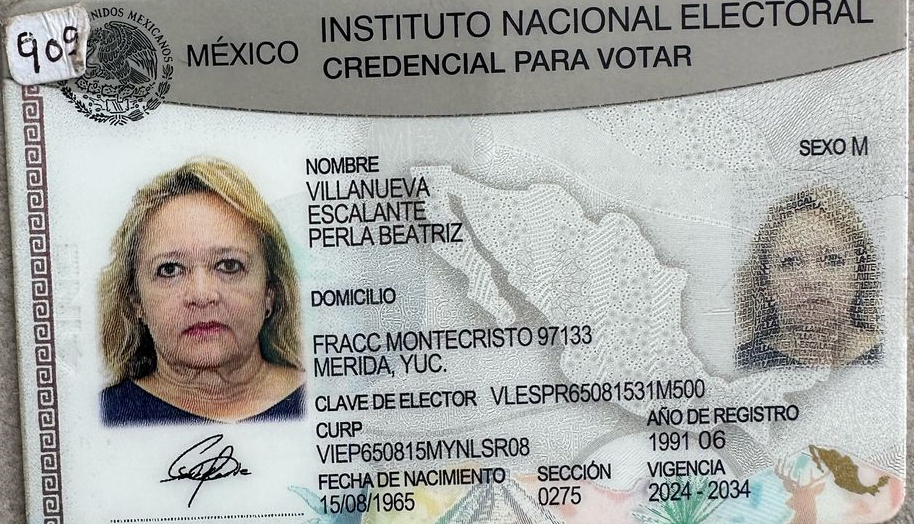 909
UNIDOS MEXICANOS
MÉXICO
INSTITUTO NACIONAL ELECTORAL
CREDENCIAL PARA VOTAR
SEXO M
NOMBRE
VILLANUEVA
ESCALANTE
PERLA BEATRIZ
DOMICILIO
FRACC MONTECRISTO 97133
MERIDA, YUC.
CLAVE DE ELECTOR VLESPR65081531M500
CURP
VIEP650815MYNLSR08
AÑO DE REGISTRO
1991 06
FECHA DE NACIMIENTO
15/08/1965
SECCIÓN
0275
VIGENCIA
2024 - 2034